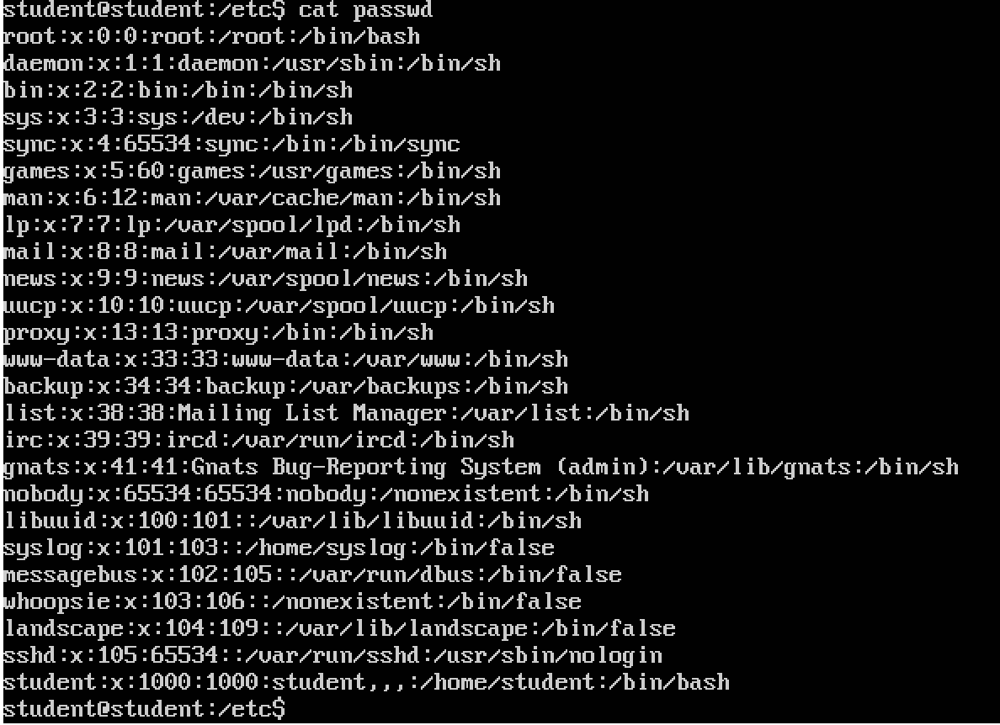 student@student:/etc$ cat passwd
root:x:0:0:root:/root:/bin/bash
daemon:x:1:1:daemon:/usr/sbin:/bin/sh
bin:x:2:2:bin:/bin:/bin/sh
sys:x:3:3:sys:/dev:/bin/sh
sync:x:4:65534:sync:/bin:/bin/sync
games:x:5:60:games:/usr/games:/bin/sh
man:x:6:12:man:/var/cache/man:/bin/sh
lp:x:7:7:lp:/var/spool/lpd:/bin/sh
mail:x:8:8:mail:/var/mail:/bin/sh
news:x:9:9:news:/var/spool/news:/bin/sh
uucp:x:10:10:uucp:/var/spool/uucp:/bin/sh
proxy:x:13:13:proxy:/bin:/bin/sh
www-data:x:33:33:www-data:/var/www:/bin/sh
backup:x:34:34:backup:/var/backups:/bin/sh
list:x:38:38:Mailing List Manager:/var/list:/bin/sh
irc:x:39:39:ircd:/var/run/ircd:/bin/sh
gnats:x:41:41:Gnats Bug-Reporting System (admin):/var/lib/gnats:/bin/sh
nobody:x:65534:65534:nobody:/nonexistent:/bin/sh
libuuid:x:100:101::/var/lib/libuuid:/bin/sh
syslog:x:101:103::/home/syslog:/bin/false
messagebus:x:102:105::/var/run/dbus:/bin/false
whoopsie:x:103:106::/nonexistent:/bin/false
landscape:x:104:109::/var/lib/landscape:/bin/false
sshd:x:105:65534::/var/run/sshd:/usr/sbin/nologin
student:x:1000:1000:student,,,:/home/student:/bin/bash
student@student:/etc$